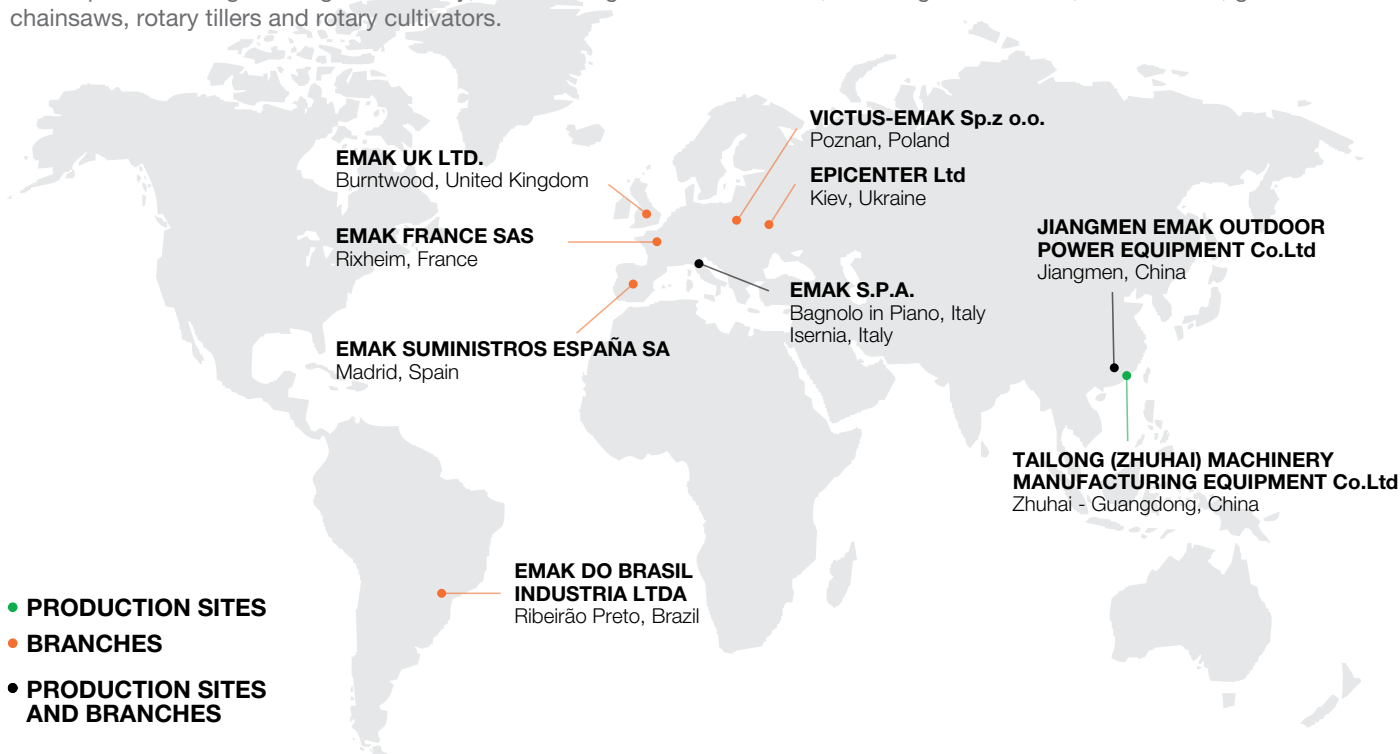 chainsaws, rotary tillers and rotary cultivators.
VICTUS-EMAK Sp.z o.o.
Poznan, Poland
EMAK UK LTD.
Burntwood, United Kingdom
EPICENTER Ltd
Kiev, Ukraine
EMAK FRANCE SAS
Rixheim, France
JIANGMEN EMAK OUTDOOR
POWER EQUIPMENT Co.Ltd
Jiangmen, China
EMAK S.P.A.
Bagnolo in Piano, Italy
Isernia, Italy
EMAK SUMINISTROS ESPAÑA SA
Madrid, Spain
TAILONG (ZHUHAI) MACHINERY
MANUFACTURING EQUIPMENT Co.Ltd
Zhuhai - Guangdong, China
EMAK DO BRASIL
INDUSTRIA LTDA
Ribeirão Preto, Brazil
PRODUCTION SITES
BRANCHES
PRODUCTION SITES
AND BRANCHES